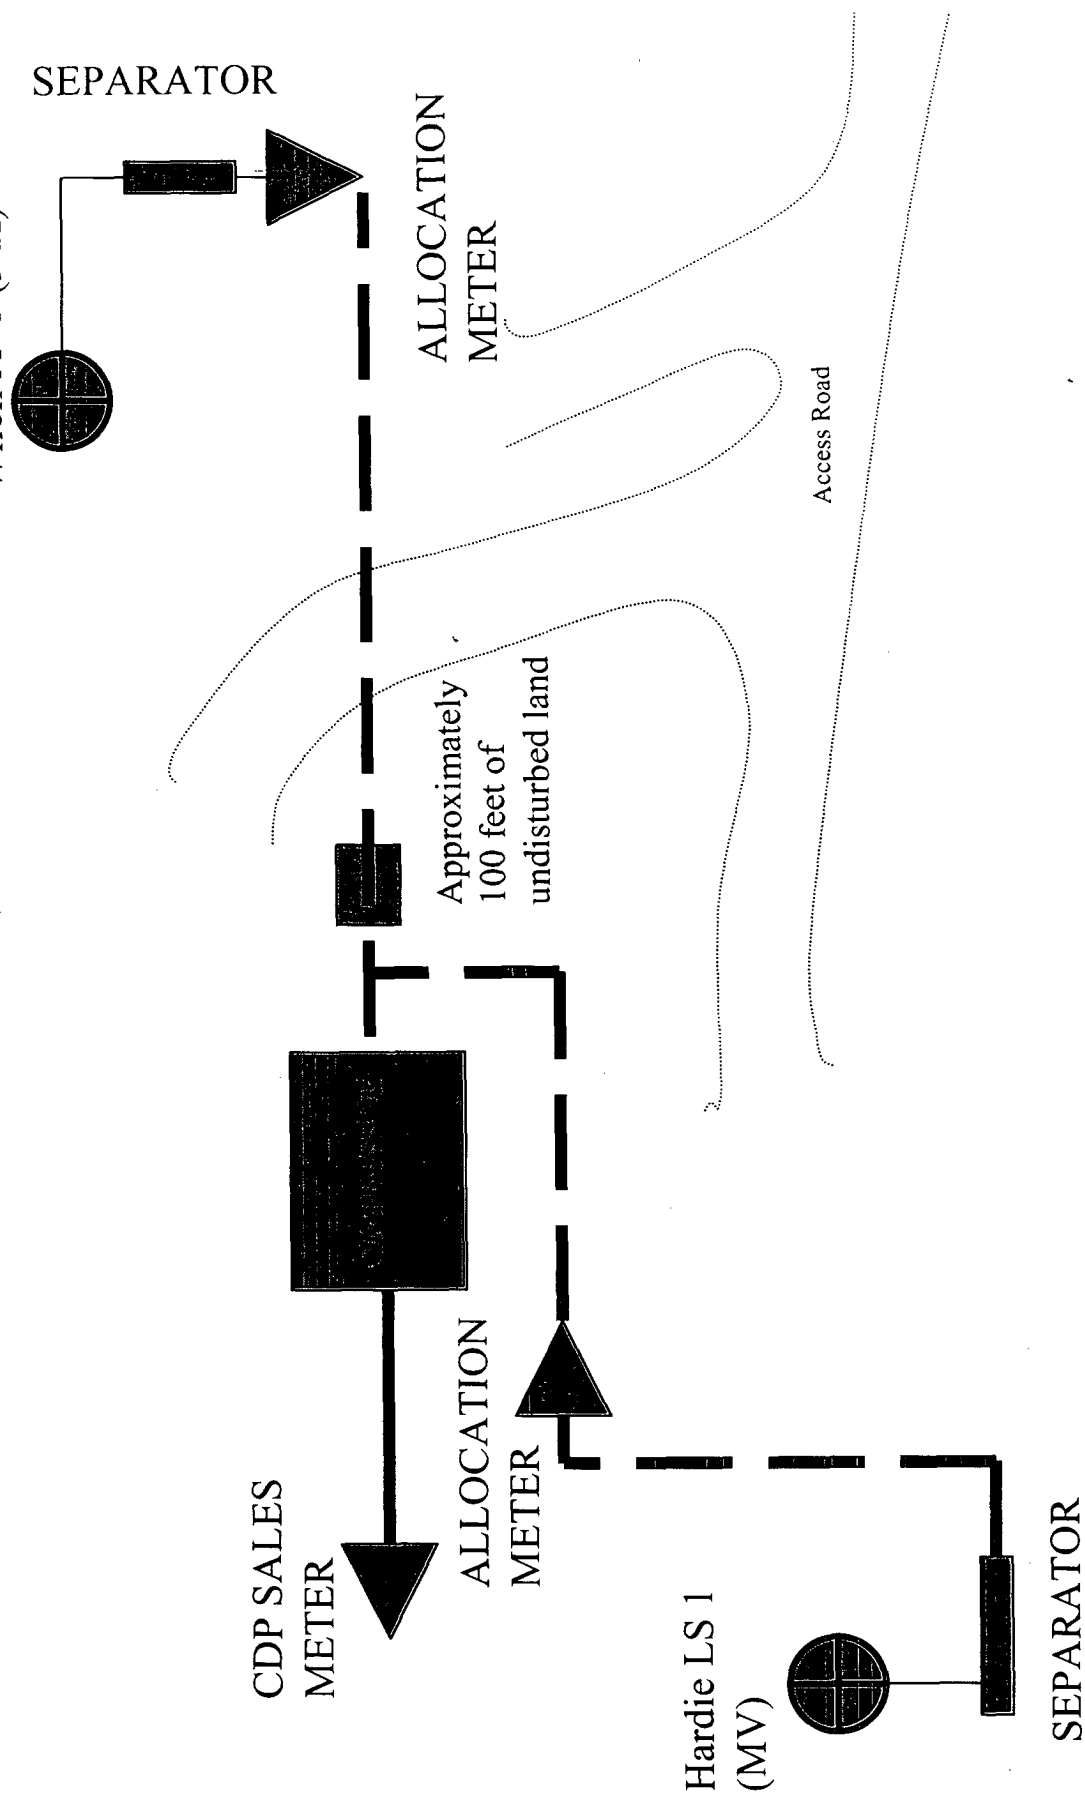 SEPARATOR
ALLOCATION
METER
Access Road
Approximately
100 feet of
undisturbed land
CDP SALES
METER
ALLOCATION
METER
Hardie LS 1
(MV)
SEPARATOR